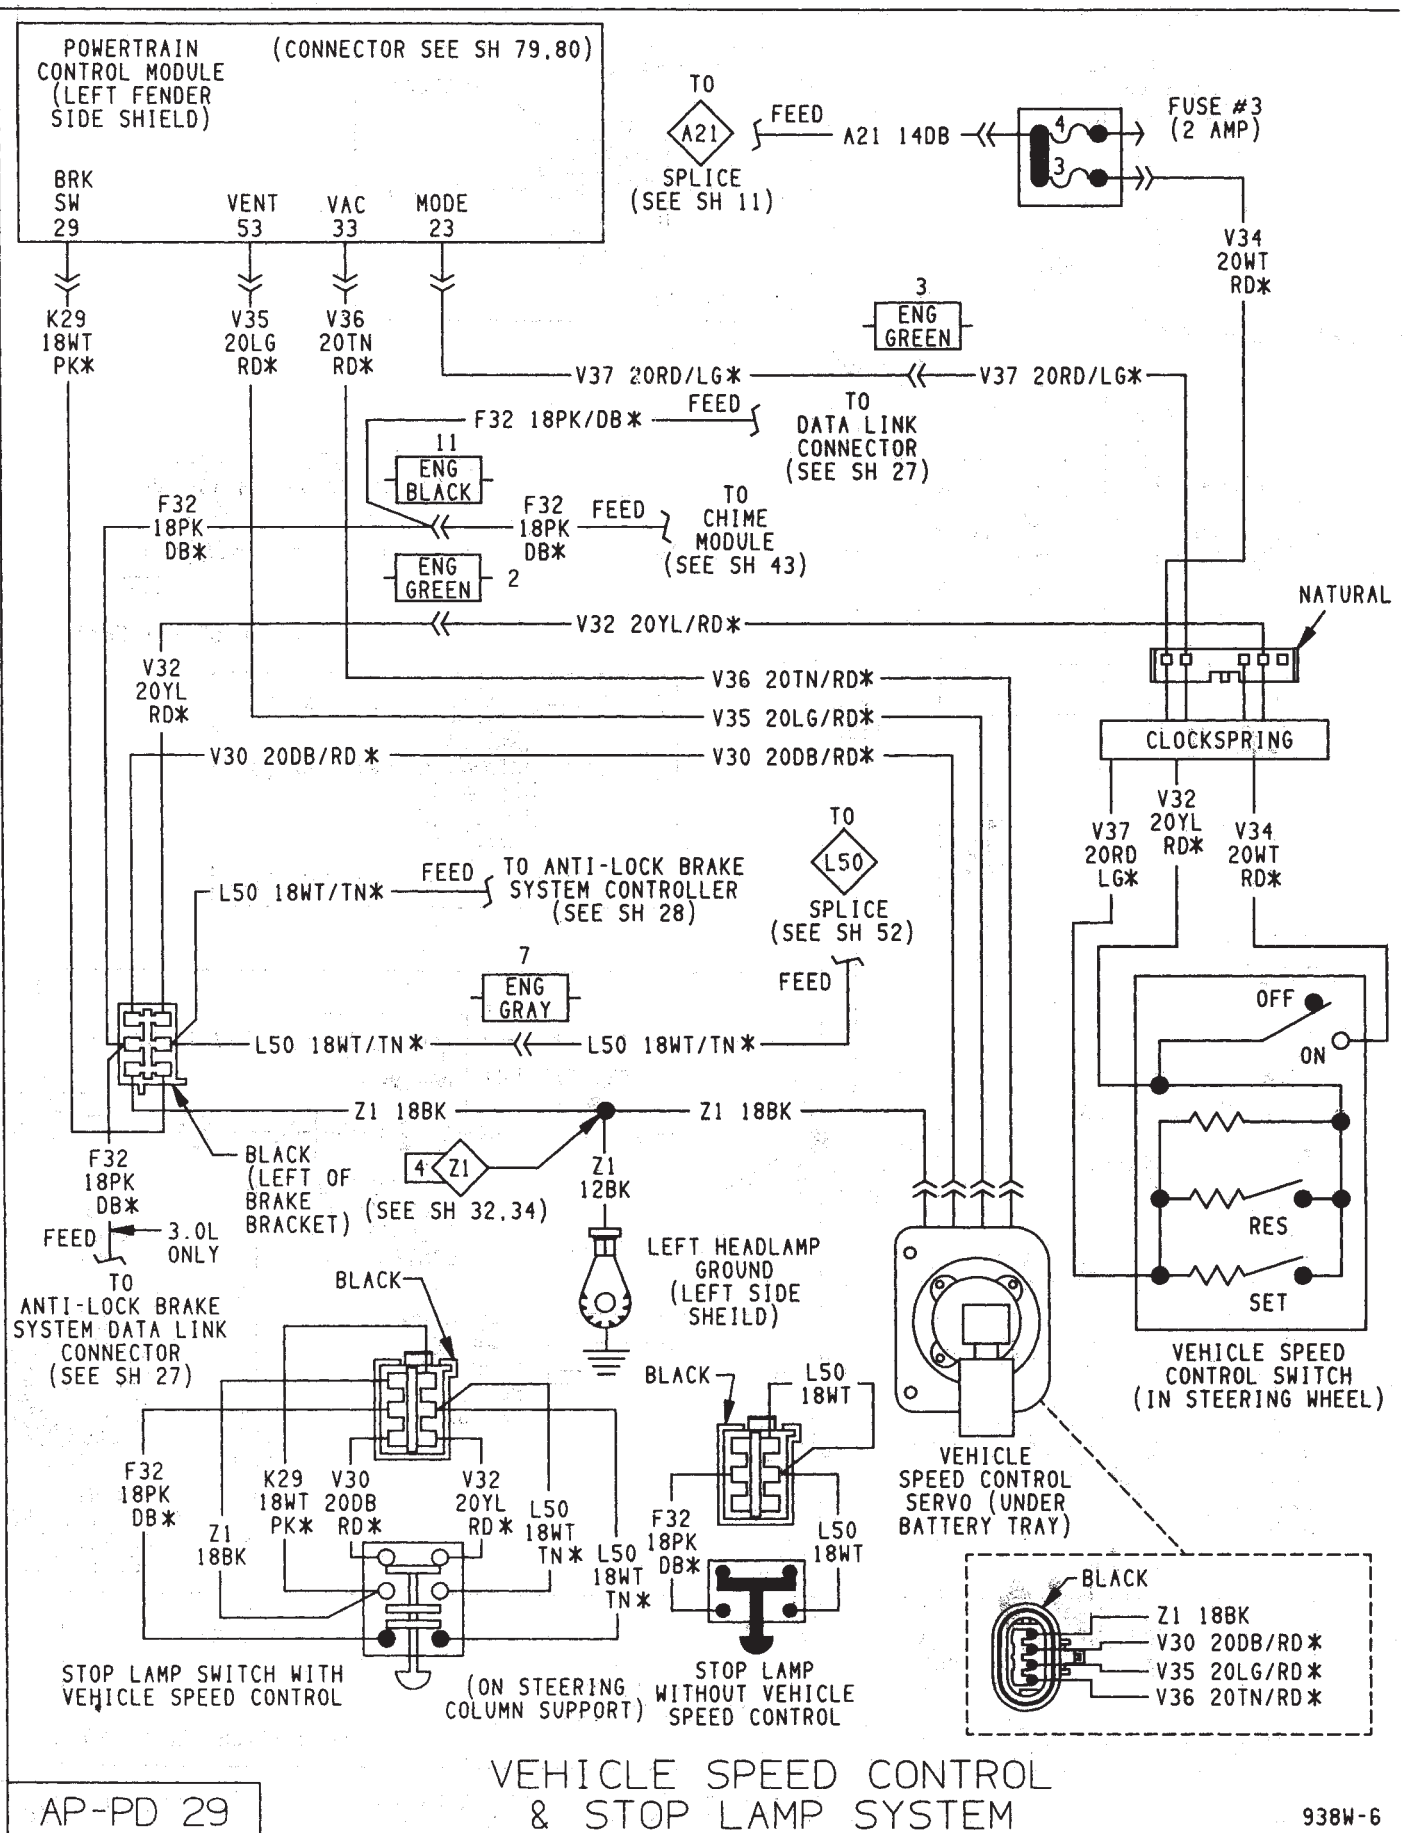 POWERTRAIN
CONTROL MODULE
(LEFT FENDER
SIDE SHIELD)
(CONNECTOR SEE SH 79,80)
BRK
SW
29
VENT
53
VAC
33
MODE
23
TO
A21
SPLICE
(SEE SH 11)
FEED
A21 14DB
4
3
FUSE #3
(2 AMP)
V34
20WT
RD*
K29
18WT
PK*
V35
20LG
RD*
V36
20TN
RD*
3
ENG
GREEN
V37 20RD/LG*
V37 20RD/LG*
F32 18PK/DB*
FEED
TO
DATA LINK
CONNECTOR
(SEE SH 27)
11
ENG
BLACK
F32
18PK
DB*
F32
18PK
DB*
FEED
TO
CHIME
MODULE
(SEE SH 43)
ENG
GREEN
2
NATURAL
V32 20YL/RD*
V32
20YL
RD*
V36 20TN/RD*
V35 20LG/RD*
V30 20DB/RD *
V30 20DB/RD*
CLOCKSPRING
V37
20RD
LG*
V32
20YL
RD*
V34
20WT
RD*
TO
L50
SPLICE
(SEE SH 52)
FEED
L50 18WT/TN*
FEED
TO ANTI-LOCK BRAKE
SYSTEM CONTROLLER
(SEE SH 28)
7
ENG
GRAY
L50 18WT/TN*
L50 18WT/TN*
OFF
ON
RES
SET
VEHICLE SPEED
CONTROL SWITCH
(IN STEERING WHEEL)
Z1 18BK
Z1 18BK
4
Z1
(SEE SH 32,34)
Z1
12BK
BLACK
(LEFT OF
BRAKE
BRACKET)
F32
18PK
DB*
FEED
3.0L
ONLY
TO
ANTI-LOCK BRAKE
SYSTEM DATA LINK
CONNECTOR
(SEE SH 27)
LEFT HEADLAMP
GROUND
(LEFT SIDE
SHEILD)
BLACK
BLACK
L50
18WT
F32
18PK
DB*
Z1
18BK
K29
18WT
PK*
V30
20DB
RD*
V32
20YL
RD*
L50
18WT
TN*
L50
18WT
TN*
F32
18PK
DB*
L50
18WT
VEHICLE
SPEED CONTROL
SERVO (UNDER
BATTERY TRAY)
STOP LAMP SWITCH WITH
VEHICLE SPEED CONTROL
(ON STEERING
COLUMN SUPPORT)
STOP LAMP
WITHOUT VEHICLE
SPEED CONTROL
BLACK
Z1 18BK
V30 20DB/RD*
V35 20LG/RD*
V36 20TN/RD*
VEHICLE SPEED CONTROL
& STOP LAMP SYSTEM
AP-PD 29
938W-6